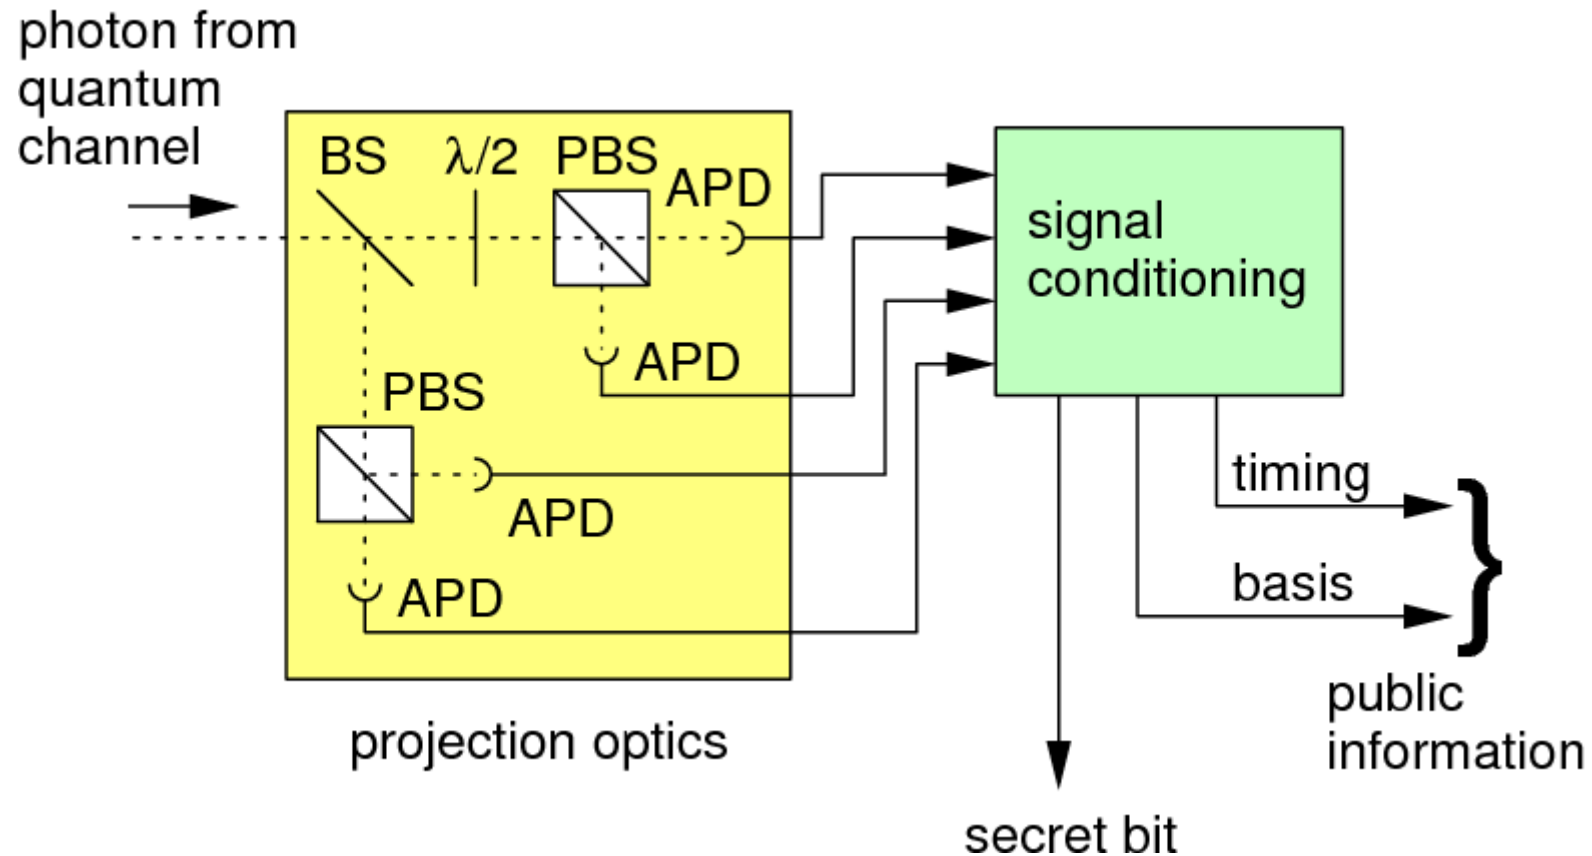 photon from
quantum
channel
BS λ/2 PBS
APD
APD
PBS
APD
APD
projection optics
signal
conditioning
timing
basis
}
public
information
secret bit